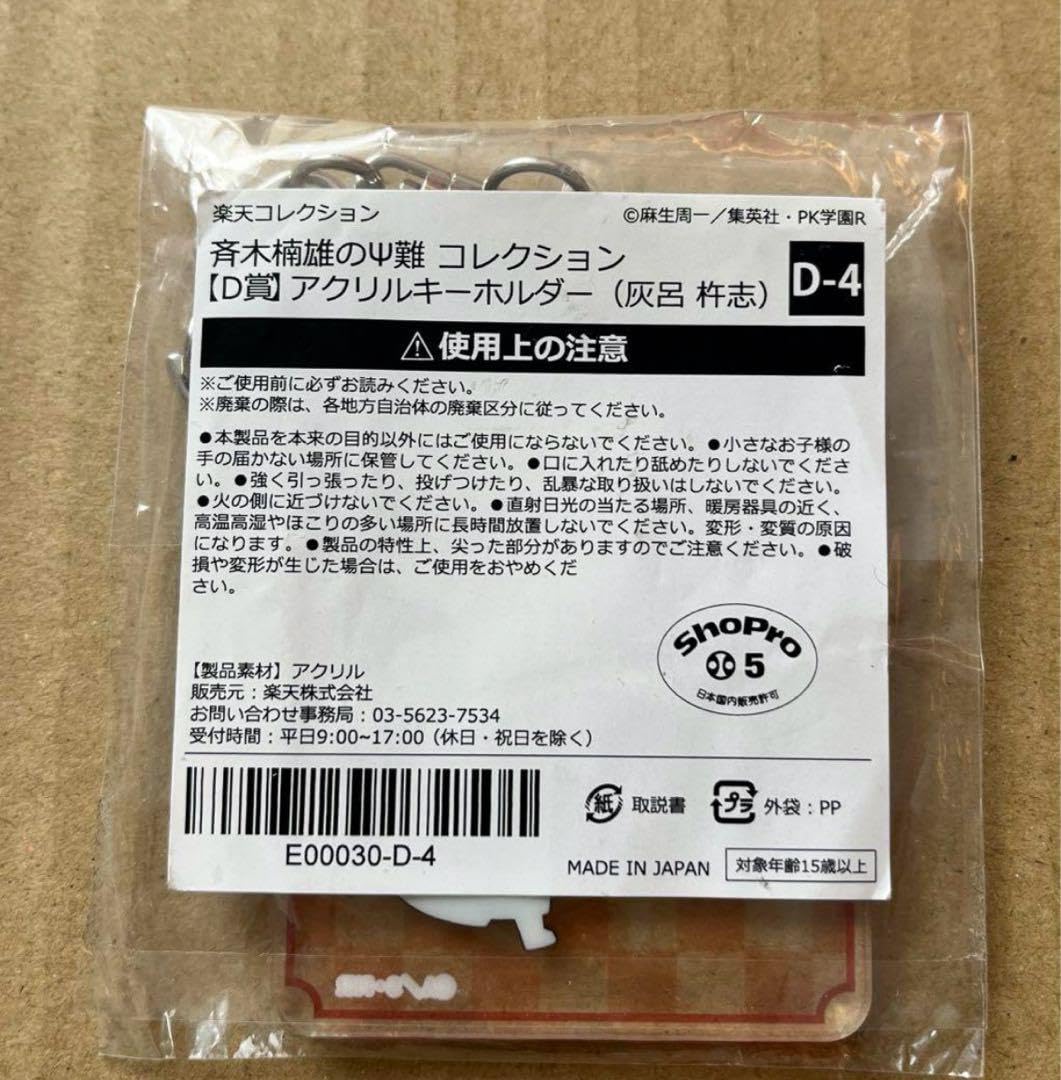 楽天コレクション
©麻生周一／集英社・PK学園R
斉木楠雄のΨ難 コレクション
【D賞】アクリルキーホルダー（灰呂 杵志）
D-4
⚠使用上の注意
※ご使用前に必ずお読みください。
※廃棄の際は、各地方自治体の廃棄区分に従ってください。
●本製品を本来の目的以外にはご使用にならないでください。●小さなお子様の
手の届かない場所に保管してください。●口に入れたり舐めたりしないでくださ
い。●強く引っ張ったり、投げつけたり、乱暴な取り扱いはしないでください。
●火の側に近づけないでください。●直射日光の当たる場所、暖房器具の近く、
高温高湿やほこりの多い場所に長時間放置しないでください。変形・変質の原因
になります。●製品の特性上、尖った部分がありますのでご注意ください。●破
損や変形が生じた場合は、ご使用をおやめくだ
さい。
ShoPro
5
日本国内販売許可
【製品素材】アクリル
販売元：楽天株式会社
お問い合わせ事務局：03-5623-7534
受付時間：平日9:00~17:00（休日・祝日を除く）
紙 取説書
プラ 外袋：PP
E00030-D-4
MADE IN JAPAN
対象年齢15歳以上